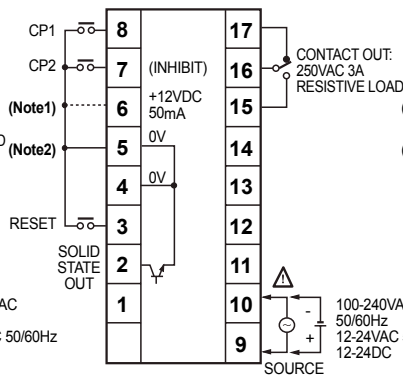 CP1
8
17
CONTACT OUT:
250VAC 3A
RESISTIVE LOAD
CP2
7
(INHIBIT)
16
(Note1)
6
+12VDC
50mA
15
(Note2)
5
0V
14
4
0V
13
RESET
3
12
SOLID
STATE
OUT
2
11
AC
1
10
-
100-240VA
50/60Hz
C 50/60Hz
9
+
12-24VAC
12-24DC
SOURCE